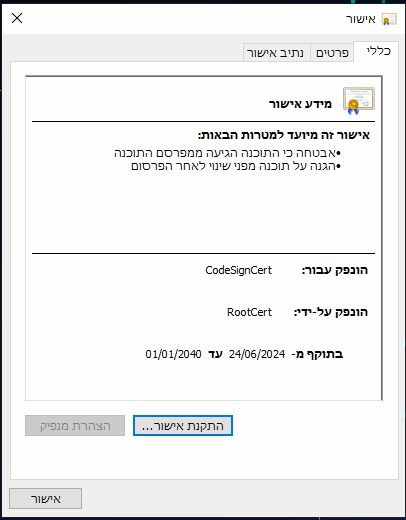 אישור
כללי
פרטים
נתיב אישור
מידע אישור
אישור זה מיועד למטרות הבאות:
•אבטחה כי התוכנה הגיעה ממפרסם התוכנה
•הגנה על תוכנה מפני שינוי לאחר הפרסום
הונפק עבור: CodeSignCert
הונפק על-ידי: RootCert
בתוקף מ- 24/06/2024 עד 01/01/2040
התקנת אישור...
הצהרת מנפיק
אישור